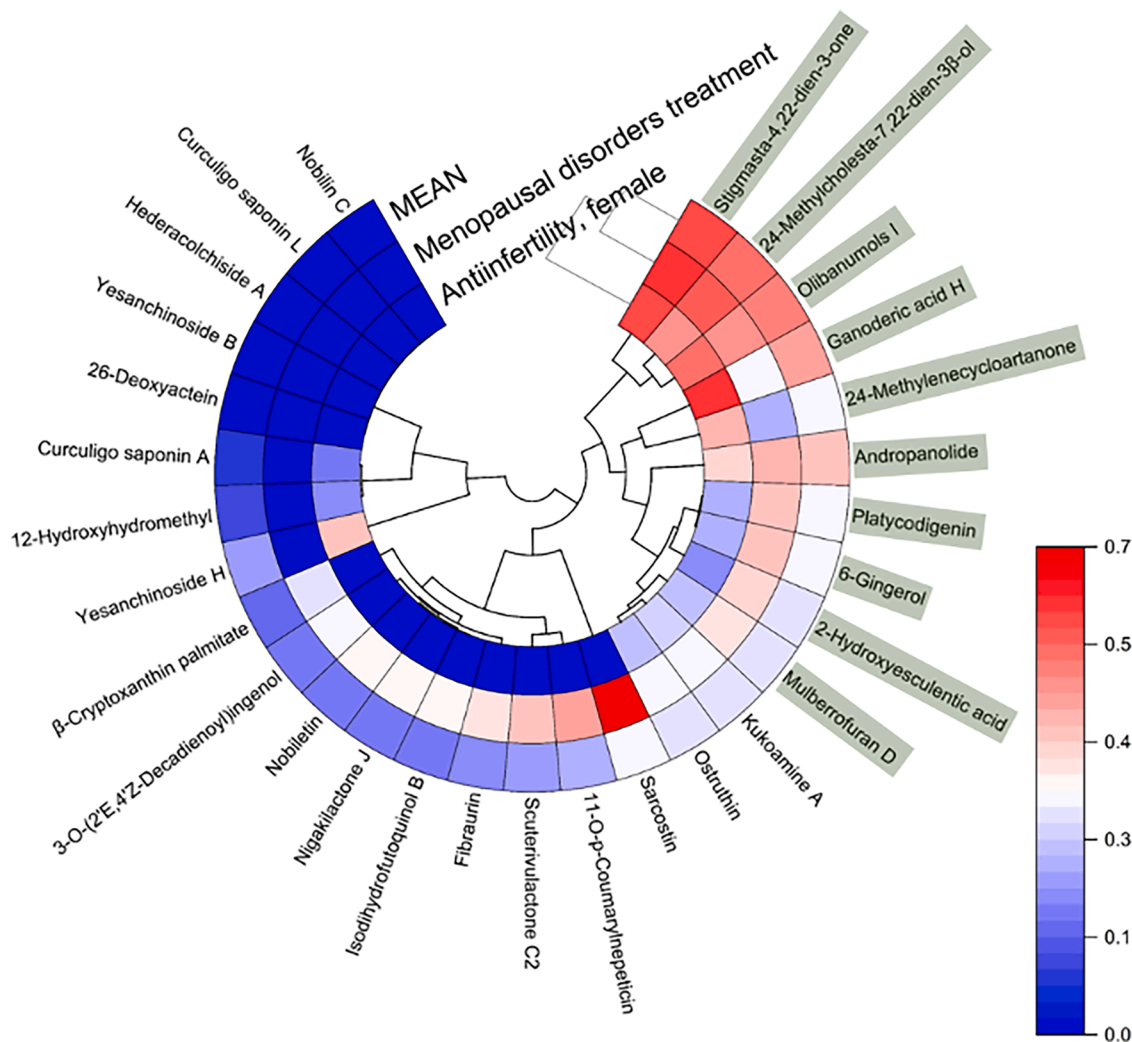 MEAN
Menopausal disorders treatment
Antiinfertility, female
Stigmasta-4,22-dien-3-one
24-Methylcholesta-7,22-dien-3β-ol
Olibanumols I
Ganoderic acid H
24-Methylenecycloartanone
Andropanolide
Platycodigenin
6-Gingerol
2-Hydroxyesculentic acid
Mulberrofuran D
Kukoamine A
Ostruthin
Sarcostin
11-O-p-Coumarylnepeticin
Scuterivulactone C2
Fibraurin
Isodihydrofutoquinol B
Nigakilactone J
Nobiletin
3-O-(2'E,4'Z-Decadienoyl)ingenol
β-Cryptoxanthin palmitate
Yesanchinoside H
12-Hydroxyhydromethyl
Curculigo saponin A
26-Deoxyactein
Yesanchinoside B
Hederacolchiside A
Curculigo saponin L
Nobilin C
0.7
0.5
0.4
0.3
0.1
0.0